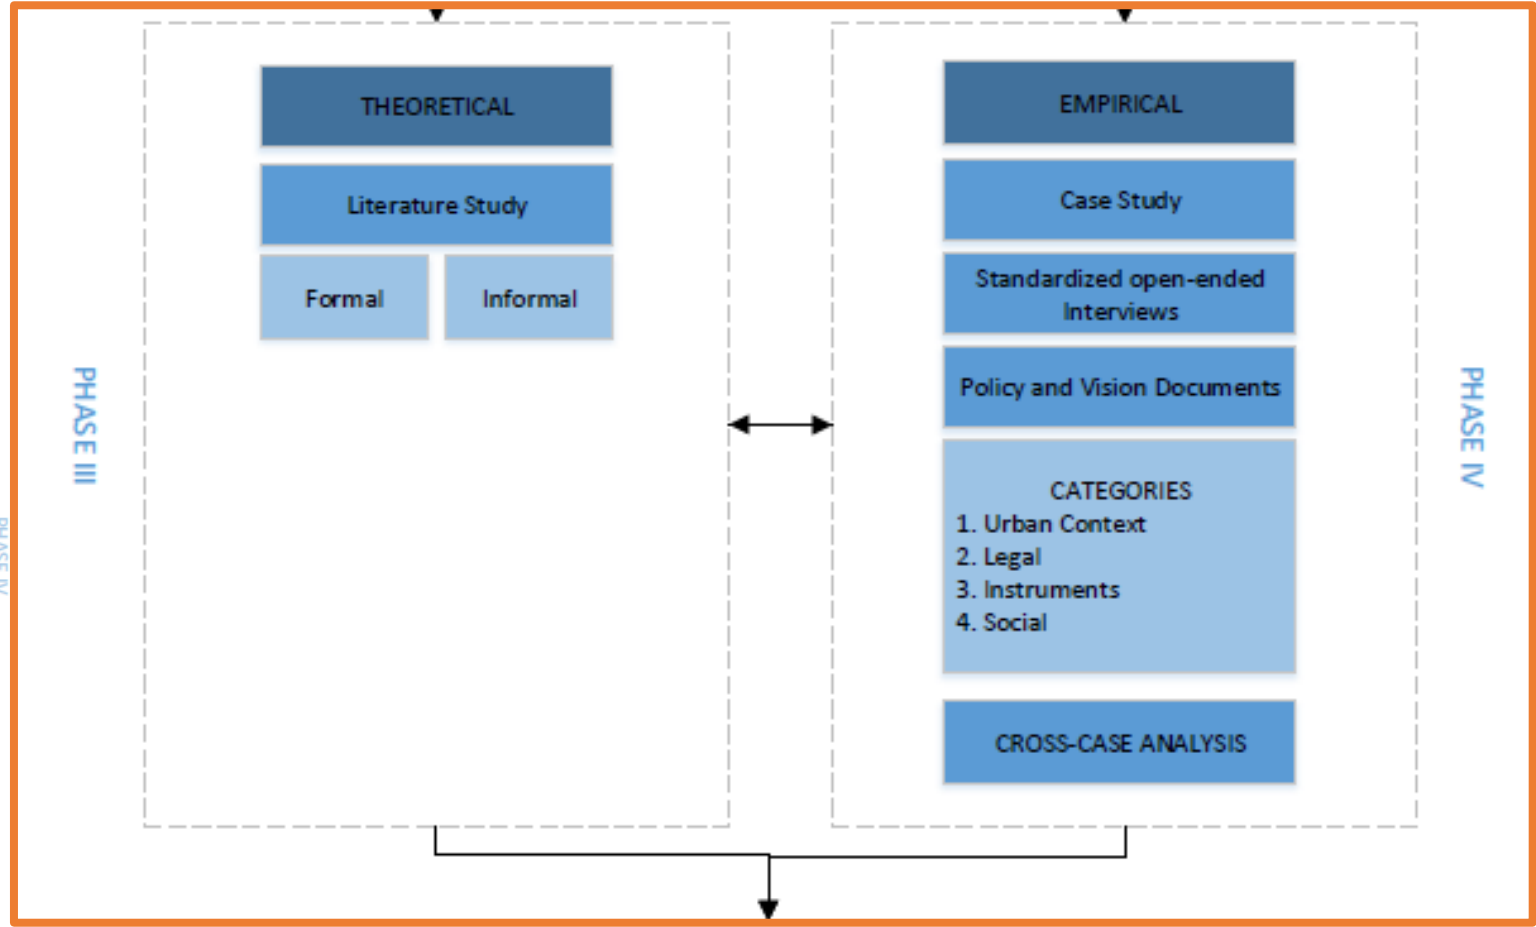 THEORETICAL
Literature Study
Formal
Informal
PHASE III
EMPIRICAL
Case Study
Standardized open-ended
Interviews
Policy and Vision Documents
CATEGORIES
1. Urban Context
2. Legal
3. Instruments
4. Social
CROSS-CASE ANALYSIS
PHASE IV